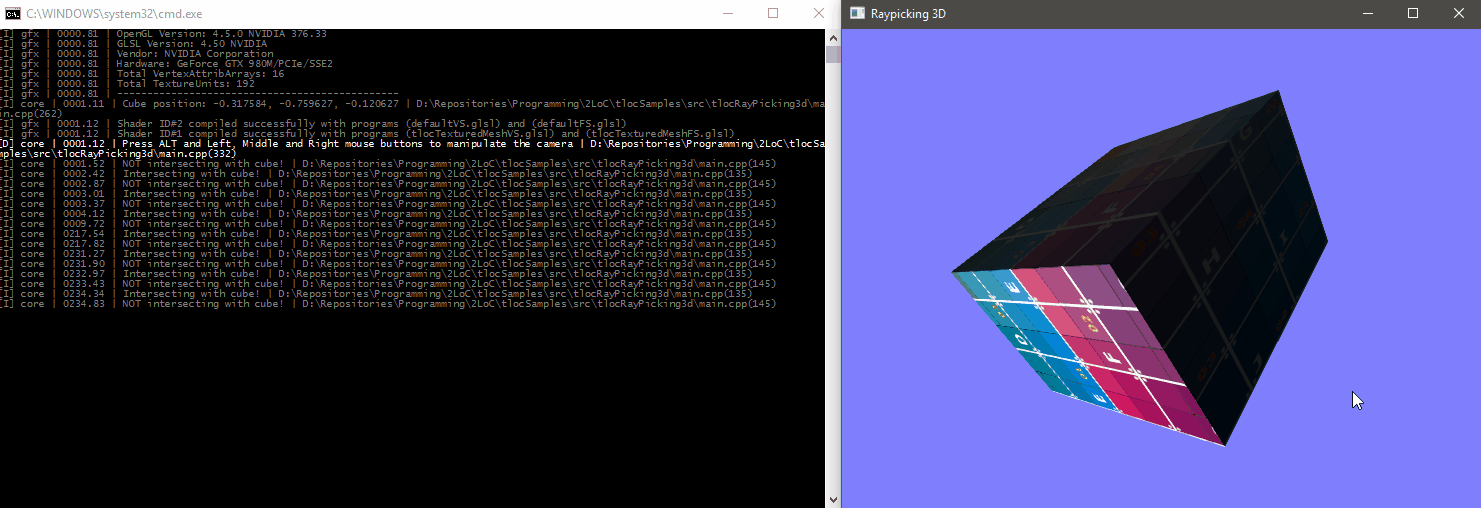 C:\WINDOWS\system32\cmd.exe
[I] gfx | 0000.81 | OpenGL Version: 4.5.0 NVIDIA 376.33
[I] gfx | 0000.81 | GLSL Version: 4.50 NVIDIA
[I] gfx | 0000.81 | Vendor: NVIDIA Corporation
[I] gfx | 0000.81 | Hardware: GeForce GTX 980M/PCIe/SSE2
[I] gfx | 0000.81 | Total VertexAttribArrays: 16
[I] gfx | 0000.81 | Total TextureUnits: 192
[I] gfx | 0000.81 | --------------------------------------------
[I] core | 0001.11 | Cube position: -0.317584, -0.759627, -0.120627 | D:\Repositories\Programming\2LoC\tlocSamples\src\tlocRayPicking3d\ma
in.cpp(262)
[I] gfx | 0001.12 | Shader ID#2 compiled successfully with programs (defaultVS.glsl) and (defaultFS.glsl)
[I] gfx | 0001.12 | Shader ID#1 compiled successfully with programs (tlocTexturedMeshVS.glsl) and (tlocTexturedMeshFS.glsl)
[D] core | 0001.12 | Press ALT and Left, Middle and Right mouse buttons to manipulate the camera | D:\Repositories\Programming\2LoC\tlocSa
mples\src\tlocRayPicking3d\main.cpp(332)
[I] core | 0001.52 | NOT intersecting with cube! | D:\Repositories\Programming\2LoC\tlocSamples\src\tlocRayPicking3d\main.cpp(145)
[I] core | 0002.42 | Intersecting with cube! | D:\Repositories\Programming\2LoC\tlocSamples\src\tlocRayPicking3d\main.cpp(135)
[I] core | 0002.87 | NOT intersecting with cube! | D:\Repositories\Programming\2LoC\tlocSamples\src\tlocRayPicking3d\main.cpp(145)
[I] core | 0003.01 | Intersecting with cube! | D:\Repositories\Programming\2LoC\tlocSamples\src\tlocRayPicking3d\main.cpp(135)
[I] core | 0003.37 | NOT intersecting with cube! | D:\Repositories\Programming\2LoC\tlocSamples\src\tlocRayPicking3d\main.cpp(145)
[I] core | 0004.12 | Intersecting with cube! | D:\Repositories\Programming\2LoC\tlocSamples\src\tlocRayPicking3d\main.cpp(135)
[I] core | 0009.72 | NOT intersecting with cube! | D:\Repositories\Programming\2LoC\tlocSamples\src\tlocRayPicking3d\main.cpp(145)
[I] core | 0217.54 | Intersecting with cube! | D:\Repositories\Programming\2LoC\tlocSamples\src\tlocRayPicking3d\main.cpp(135)
[I] core | 0217.82 | NOT intersecting with cube! | D:\Repositories\Programming\2LoC\tlocSamples\src\tlocRayPicking3d\main.cpp(145)
[I] core | 0231.27 | Intersecting with cube! | D:\Repositories\Programming\2LoC\tlocSamples\src\tlocRayPicking3d\main.cpp(135)
[I] core | 0231.90 | NOT intersecting with cube! | D:\Repositories\Programming\2LoC\tlocSamples\src\tlocRayPicking3d\main.cpp(145)
[I] core | 0232.97 | Intersecting with cube! | D:\Repositories\Programming\2LoC\tlocSamples\src\tlocRayPicking3d\main.cpp(135)
[I] core | 0233.43 | NOT intersecting with cube! | D:\Repositories\Programming\2LoC\tlocSamples\src\tlocRayPicking3d\main.cpp(145)
[I] core | 0234.34 | Intersecting with cube! | D:\Repositories\Programming\2LoC\tlocSamples\src\tlocRayPicking3d\main.cpp(135)
[I] core | 0234.83 | NOT intersecting with cube! | D:\Repositories\Programming\2LoC\tlocSamples\src\tlocRayPicking3d\main.cpp(145)
Raypicking 3D
G
H
I
J
E
F